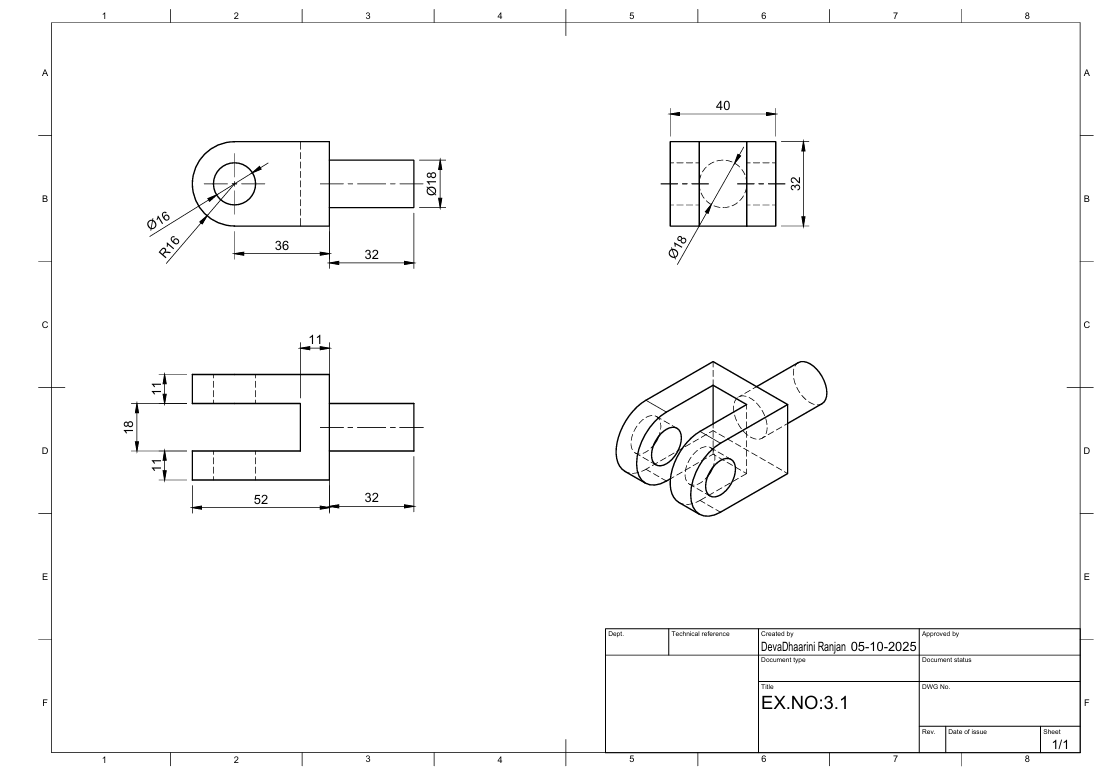 1 2 3 4 5 6 7 8
A A
40
B B
Ø18
32
Ø16
R16
36
32
Ø18
C C
11
11
18
11
D D
52
32
E E
Dept.
Technical reference
Created by
Approved by
DevaDhaarini Ranjan 05-10-2025
Document type
Document status
Title
DWG No.
EX.NO:3.1
F F
Rev.
Date of issue
Sheet
1/1
1 2 3 4 5 6 7 8